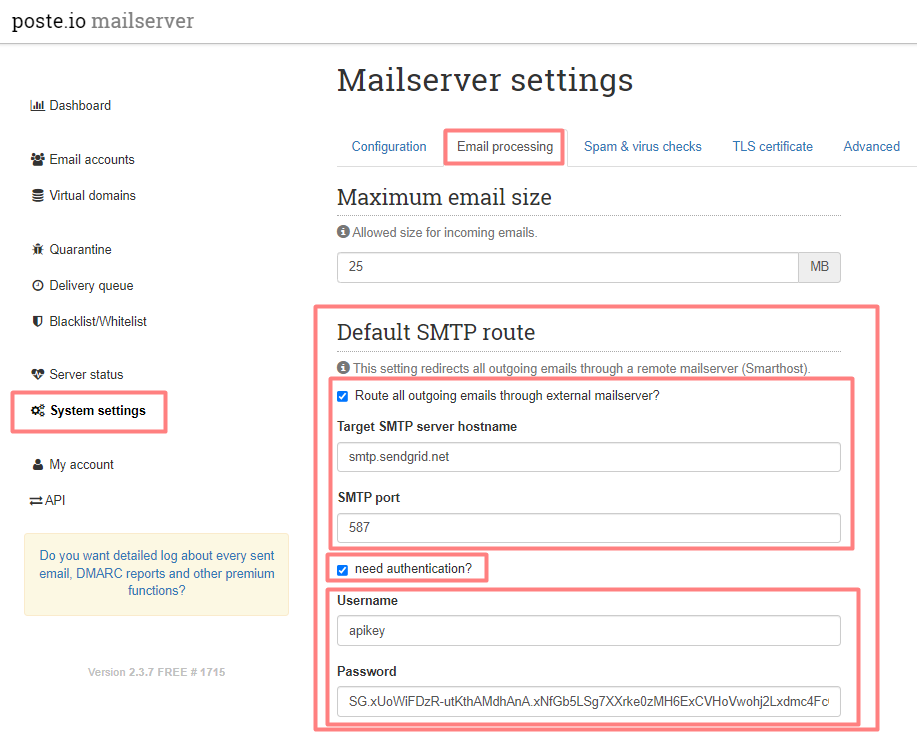 poste.io mailserver
Mailserver settings
Dashboard
Email accounts
Virtual domains
Quarantine
Delivery queue
Blacklist/Whitelist
Server status
System settings
My account
API
Do you want detailed log about every sent
email, DMARC reports and other premium
functions?
Version 2.3.7 FREE # 1715
Configuration
Email processing
Spam & virus checks
TLS certificate
Advanced
Maximum email size
Allowed size for incoming emails.
25 MB
Default SMTP route
This setting redirects all outgoing emails through a remote mailserver (Smarthost).
Route all outgoing emails through external mailserver?
Target SMTP server hostname
smtp.sendgrid.net
SMTP port
587
need authentication?
Username
apikey
Password